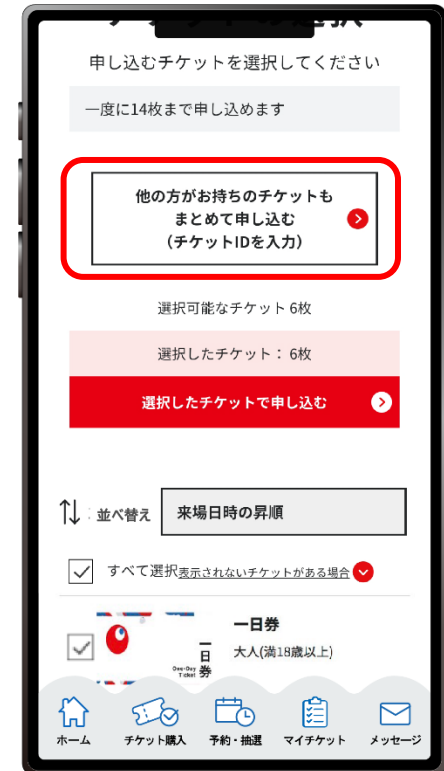 申し込むチケットを選択してください
一度に14枚まで申し込めます
他の方がお持ちのチケットも
まとめて申し込む
(チケットIDを入力)
選択可能なチケット 6枚
選択したチケット： 6枚
選択したチケットで申し込む
並べ替え 来場日時の昇順
すべて選択 表示されないチケットがある場合
一日券
大人(満18歳以上)
一日券
One-Day
Ticket
ホーム チケット購入 予約・抽選 マイチケット メッセージ